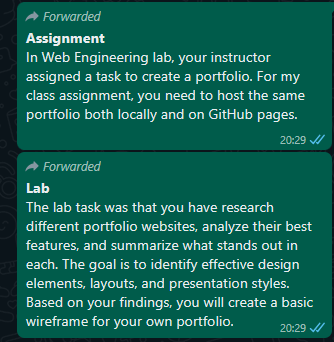 Forwarded
Assignment
In Web Engineering lab, your instructor
assigned a task to create a portfolio. For my
class assignment, you need to host the same
portfolio both locally and on GitHub pages.
20:29
Forwarded
Lab
The lab task was that you have research
different portfolio websites, analyze their best
features, and summarize what stands out in
each. The goal is to identify effective design
elements, layouts, and presentation styles.
Based on your findings, you will create a basic
wireframe for your own portfolio.
20:29